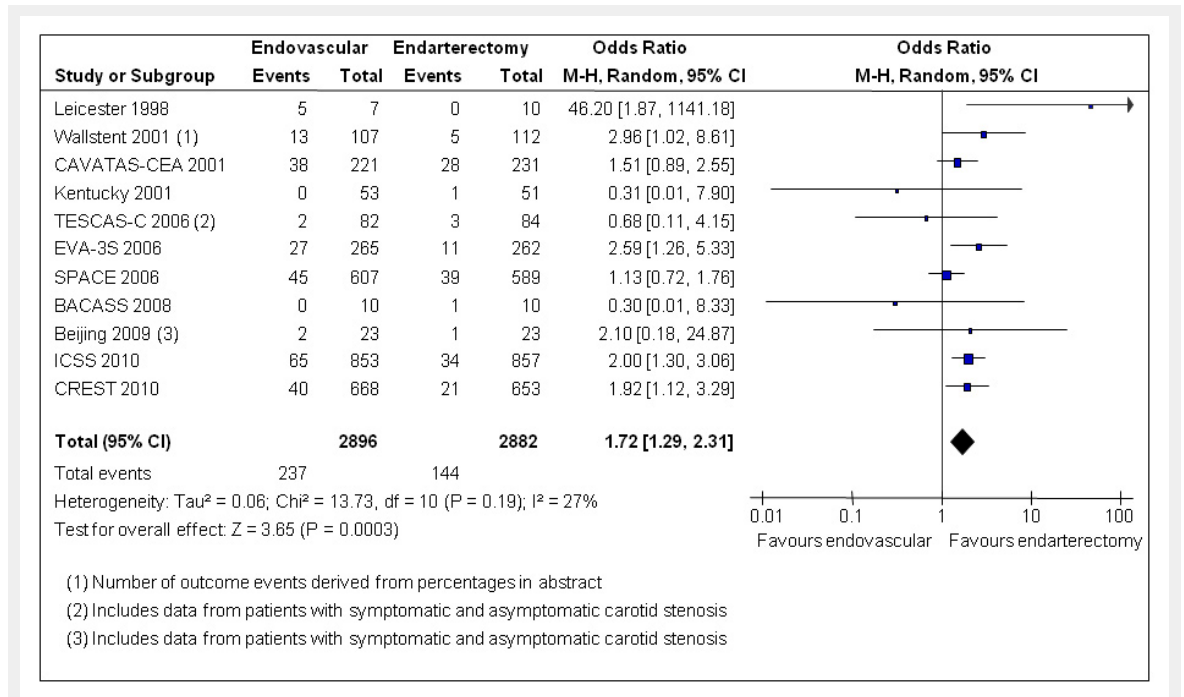 Endovascular Endarterectomy Odds Ratio Odds Ratio
Study or Subgroup Events Total Events Total M-H, Random, 95% CI M-H, Random, 95% CI
Leicester 1998 5 7 0 10 46.20 [1.87, 1141.18]
Wallstent 2001 (1) 13 107 5 112 2.96 [1.02, 8.61]
CAVATAS-CEA 2001 38 221 28 231 1.51 [0.89, 2.55]
Kentucky 2001 0 53 1 51 0.31 [0.01, 7.90]
TESCAS-C 2006 (2) 2 82 3 84 0.68 [0.11, 4.15]
EVA-3S 2006 27 265 11 262 2.59 [1.26, 5.33]
SPACE 2006 45 607 39 589 1.13 [0.72, 1.76]
BACASS 2008 0 10 1 10 0.30 [0.01, 8.33]
Beijing 2009 (3) 2 23 1 23 2.10 [0.18, 24.87]
ICSS 2010 65 853 34 857 2.00 [1.30, 3.06]
CREST 2010 40 668 21 653 1.92 [1.12, 3.29]
Total (95% CI) 2896 2882 1.72 [1.29, 2.31]
Total events 237 144
Heterogeneity: Tau² = 0.06; Chi² = 13.73, df = 10 (P = 0.19); I² = 27%
Test for overall effect: Z = 3.65 (P = 0.0003)
0.01 0.1 1 10 100
Favours endovascular Favours endarterectomy
(1) Number of outcome events derived from percentages in abstract
(2) Includes data from patients with symptomatic and asymptomatic carotid stenosis
(3) Includes data from patients with symptomatic and asymptomatic carotid stenosis